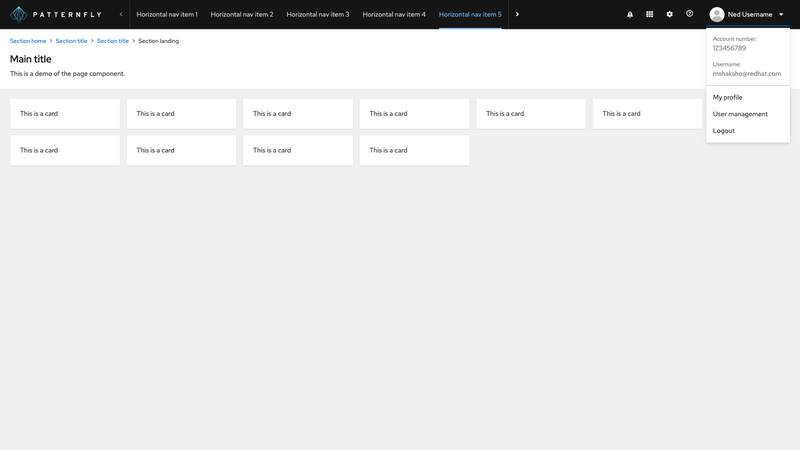 PATTERNFLY Horizontal nav item 1 Horizontal nav item 2 Horizontal nav item 3 Horizontal nav item 4 Horizontal nav item 5 Ned Username
Section home Section title Section title Section landing
Main title
This is a demo of the page component.
Account number:
123456789
Username:
mshaksho@redhat.com
My profile
User management
Logout
This is a card This is a card This is a card This is a card This is a card This is a card
This is a card This is a card This is a card This is a card